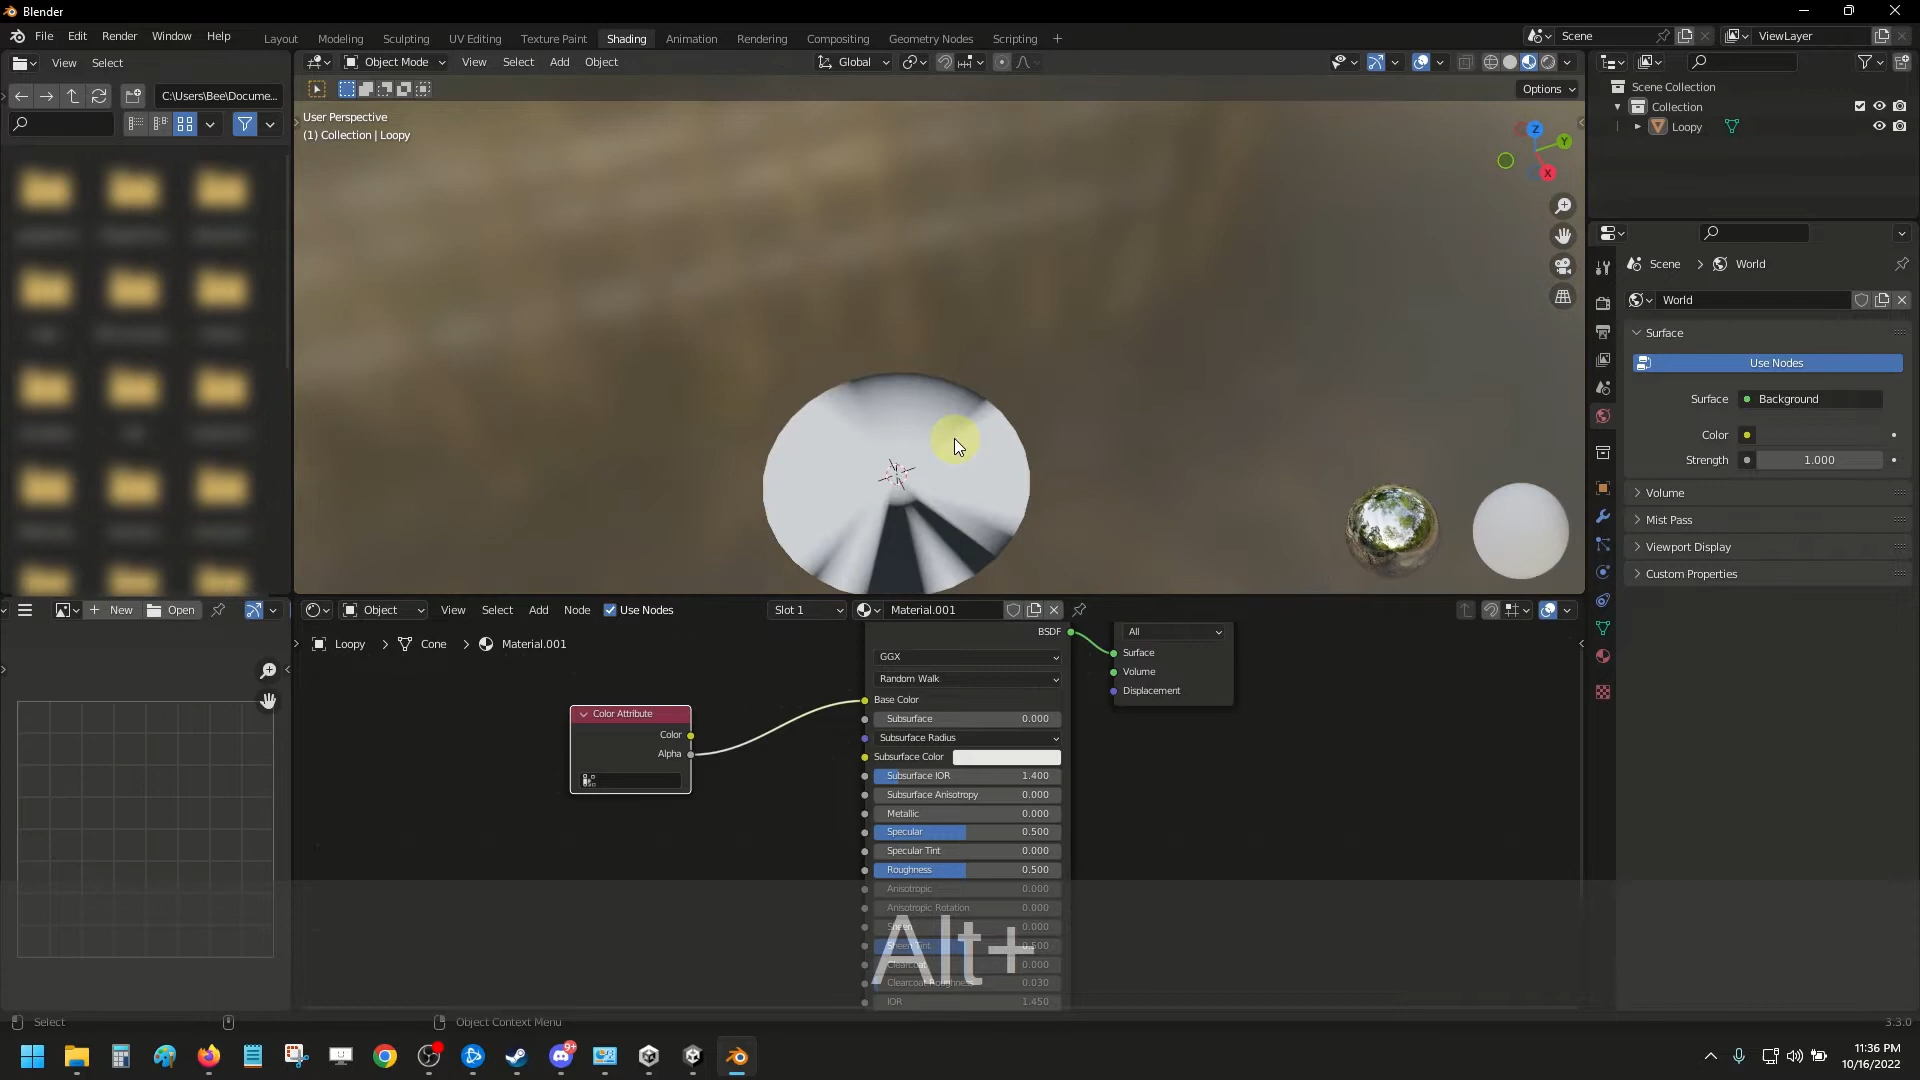 Blender
File Edit Render Window Help
Layout Modeling Sculpting UV Editing Texture Paint Shading Animation Rendering Compositing Geometry Nodes Scripting +
Scene
ViewLayer
View Select
Object Mode View Select Add Object
Global
C:\Users\Bee\Docume...
Options
User Perspective
(1) Collection | Loopy
Z
Y
X
Scene Collection
Collection
Loopy
Scene > World
World
Surface
Use Nodes
Surface Background
Color
Strength 1.000
Volume
Mist Pass
Viewport Display
Custom Properties
New Open
Object View Select Add Node Use Nodes
Slot 1
Material.001
Loopy > Cone > Material.001
BSDF
GGX
Random Walk
Base Color
Subsurface 0.000
Subsurface Radius
Subsurface Color
Subsurface IOR 1.400
Subsurface Anisotropy 0.000
Metallic 0.000
Specular 0.500
Specular Tint 0.000
Roughness 0.500
Anisotropic 0.000
Anisotropic Rotation 0.000
Sheen 0.000
Sheen Tint 0.500
Clearcoat 0.000
Clearcoat Roughness 0.030
IOR 1.450
All
Surface
Volume
Displacement
Color Attribute
Color
Alpha
Alt+
Select
Object Context Menu
3.3.0
9+
11:36 PM
10/16/2022